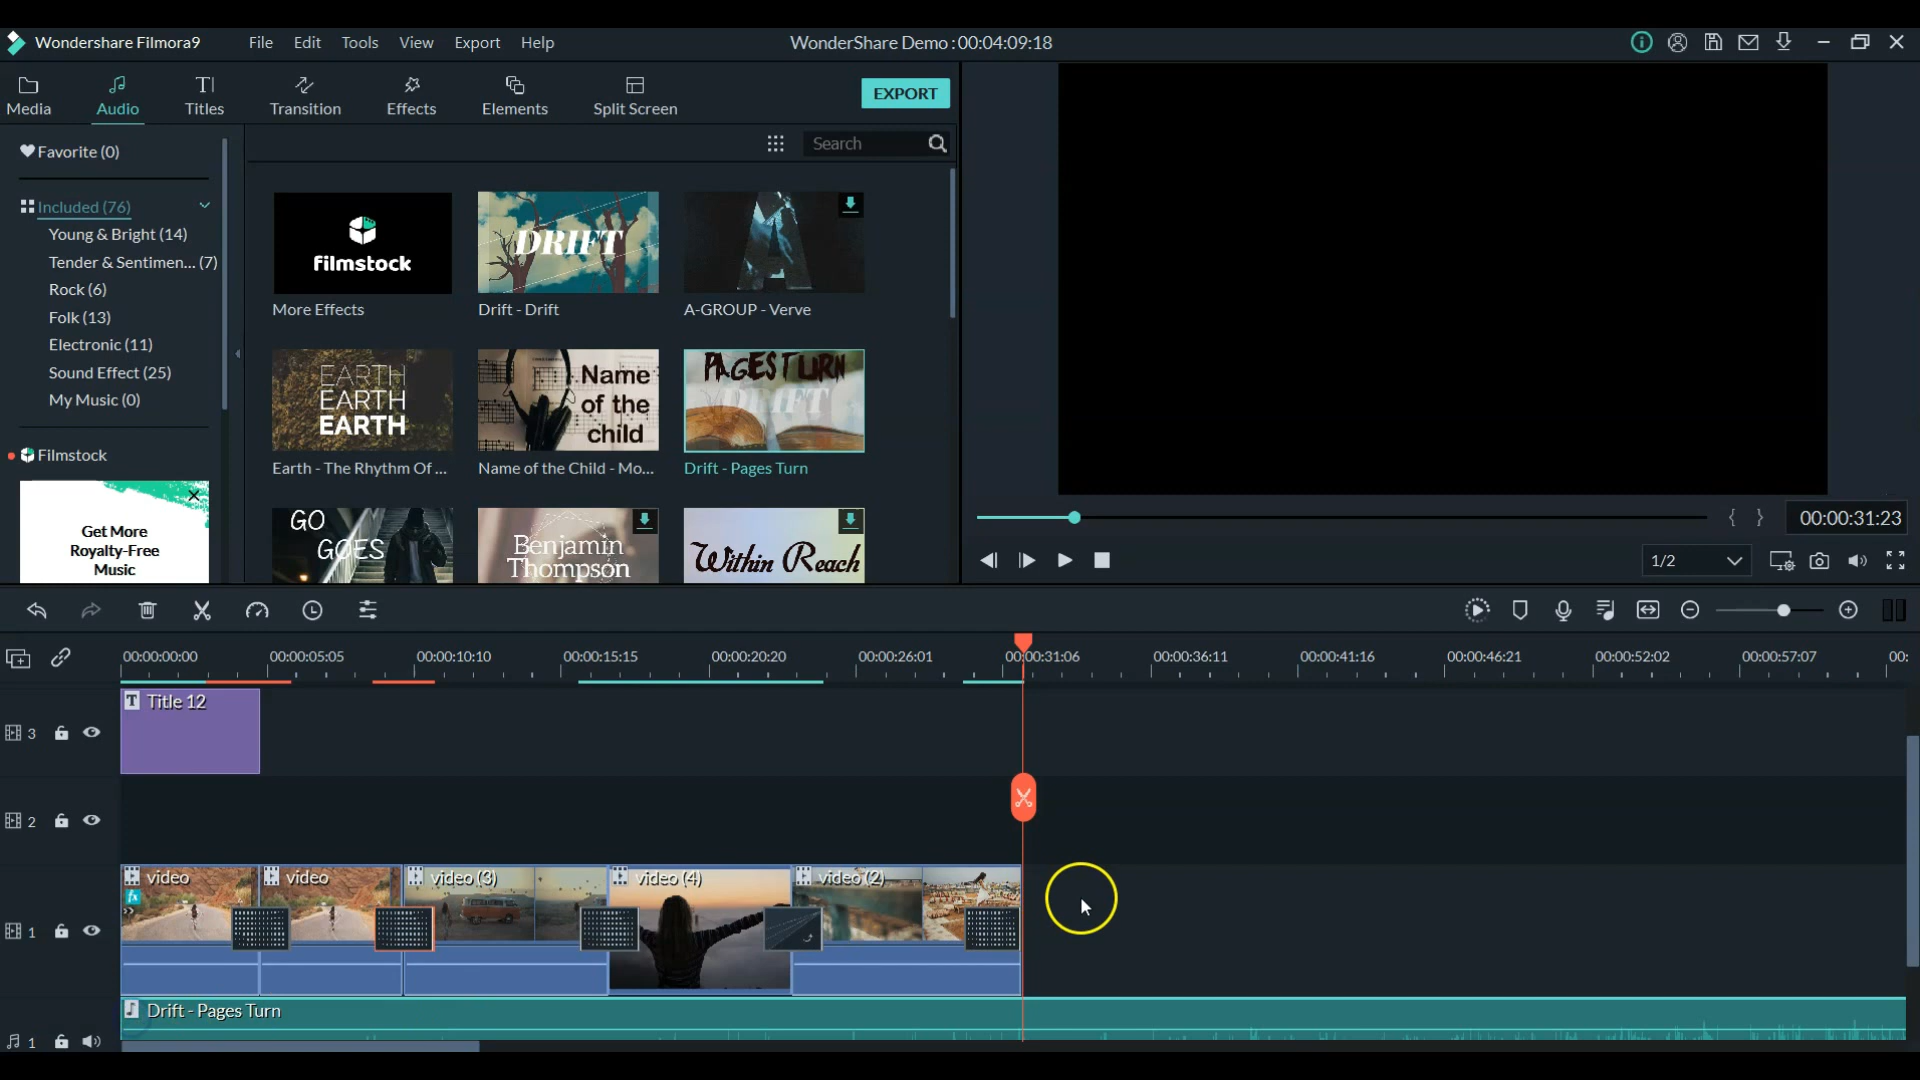 Wondershare Filmora9
File
Edit
Tools
View
Export
Help
WonderShare Demo : 00:04:09:18
Media
Audio
Titles
Transition
Effects
Elements
Split Screen
EXPORT
Favorite (0)
Included (76)
Young & Bright (14)
Tender & Sentimen... (7)
Rock (6)
Folk (13)
Electronic (11)
Sound Effect (25)
My Music (0)
Filmstock
Get More
Royalty-Free
Music
Search
filmstock
More Effects
DRIFT
Drift - Drift
A
A-GROUP - Verve
EARTH
EARTH
EARTH
Earth - The Rhythm Of ...
Name
of the
child
Name of the Child - Mo...
PAGES TURN
DRIFT
Drift - Pages Turn
GO
GOES
Benjamin
Thompson
Within Reach
{ }
00:00:31:23
1/2
00:00:00:00
00:00:05:05
00:00:10:10
00:00:15:15
00:00:20:20
00:00:26:01
00:00:31:06
00:00:36:11
00:00:41:16
00:00:46:21
00:00:52:02
00:00:57:07
00:
3
T Title 12
2
1
video
fx
video
video (3)
video (4)
video (2)
Drift - Pages Turn
1